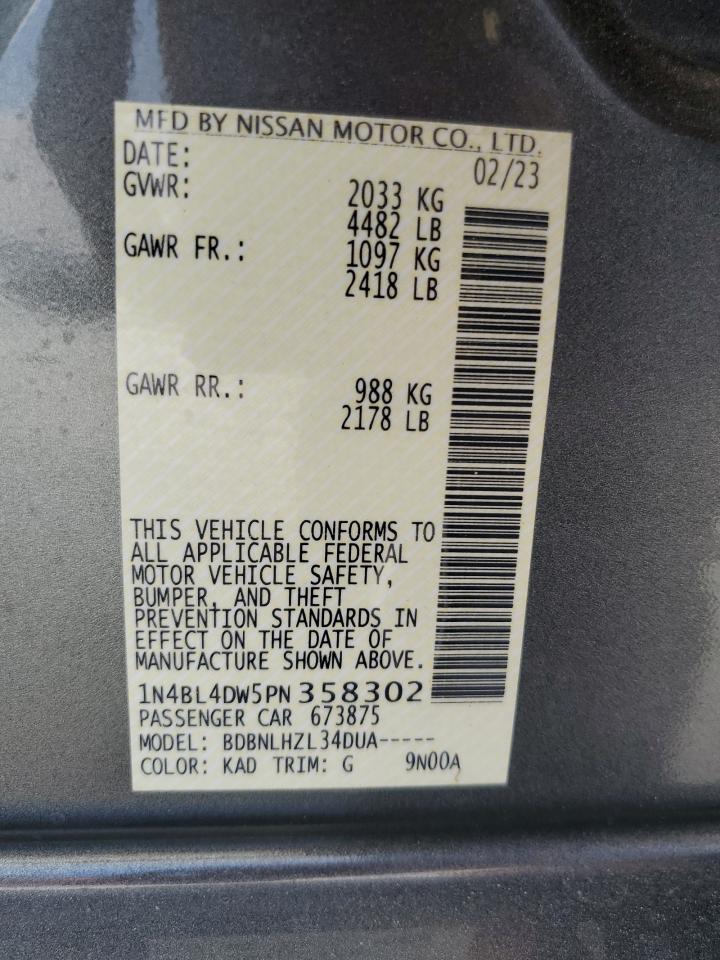 MFD BY NISSAN MOTOR CO., LTD.
DATE: 02/23
GVWR: 2033 KG
4482 LB
GAWR FR.: 1097 KG
2418 LB
GAWR RR.: 988 KG
2178 LB
THIS VEHICLE CONFORMS TO
ALL APPLICABLE FEDERAL
MOTOR VEHICLE SAFETY,
BUMPER, AND THEFT
PREVENTION STANDARDS IN
EFFECT ON THE DATE OF
MANUFACTURE SHOWN ABOVE.
1N4BL4DW5PN358302
PASSENGER CAR 673875
MODEL: BDBNLHZL34DUA-----
COLOR: KAD TRIM: G 9N00A